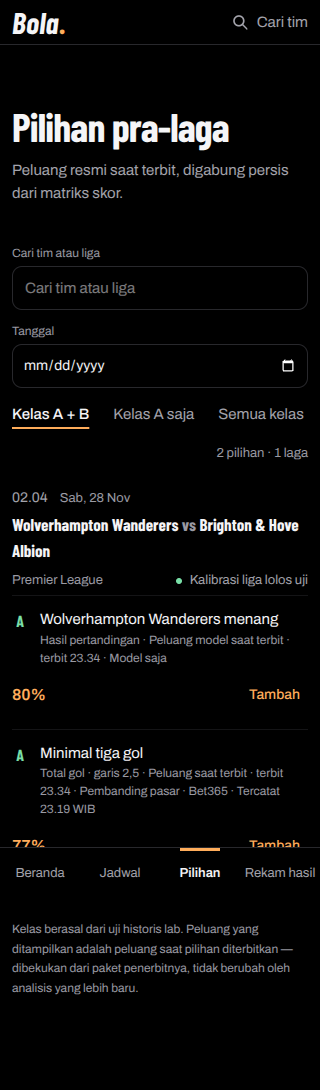 Bola.
Cari tim
Pilihan pra-laga
Peluang resmi saat terbit, digabung persis
dari matriks skor.
Cari tim atau liga
Cari tim atau liga
Tanggal
mm/dd/yyyy
Kelas A + B Kelas A saja Semua kelas
2 pilihan · 1 laga
02.04 Sab, 28 Nov
Wolverhampton Wanderers vs Brighton & Hove
Albion
Premier League Kalibrasi liga lolos uji
A Wolverhampton Wanderers menang
Hasil pertandingan · Peluang model saat terbit ·
terbit 23.34 · Model saja
80% Tambah
A Minimal tiga gol
Total gol · garis 2,5 · Peluang saat terbit · terbit
23.34 · Pembanding pasar · Bet365 · Tercatat
23.19 WIB
77% Tambah
Beranda Jadwal Pilihan Rekam hasil
Kelas berasal dari uji historis lab. Peluang yang
ditampilkan adalah peluang saat pilihan diterbitkan —
dibekukan dari paket penerbitnya, tidak berubah oleh
analisis yang lebih baru.